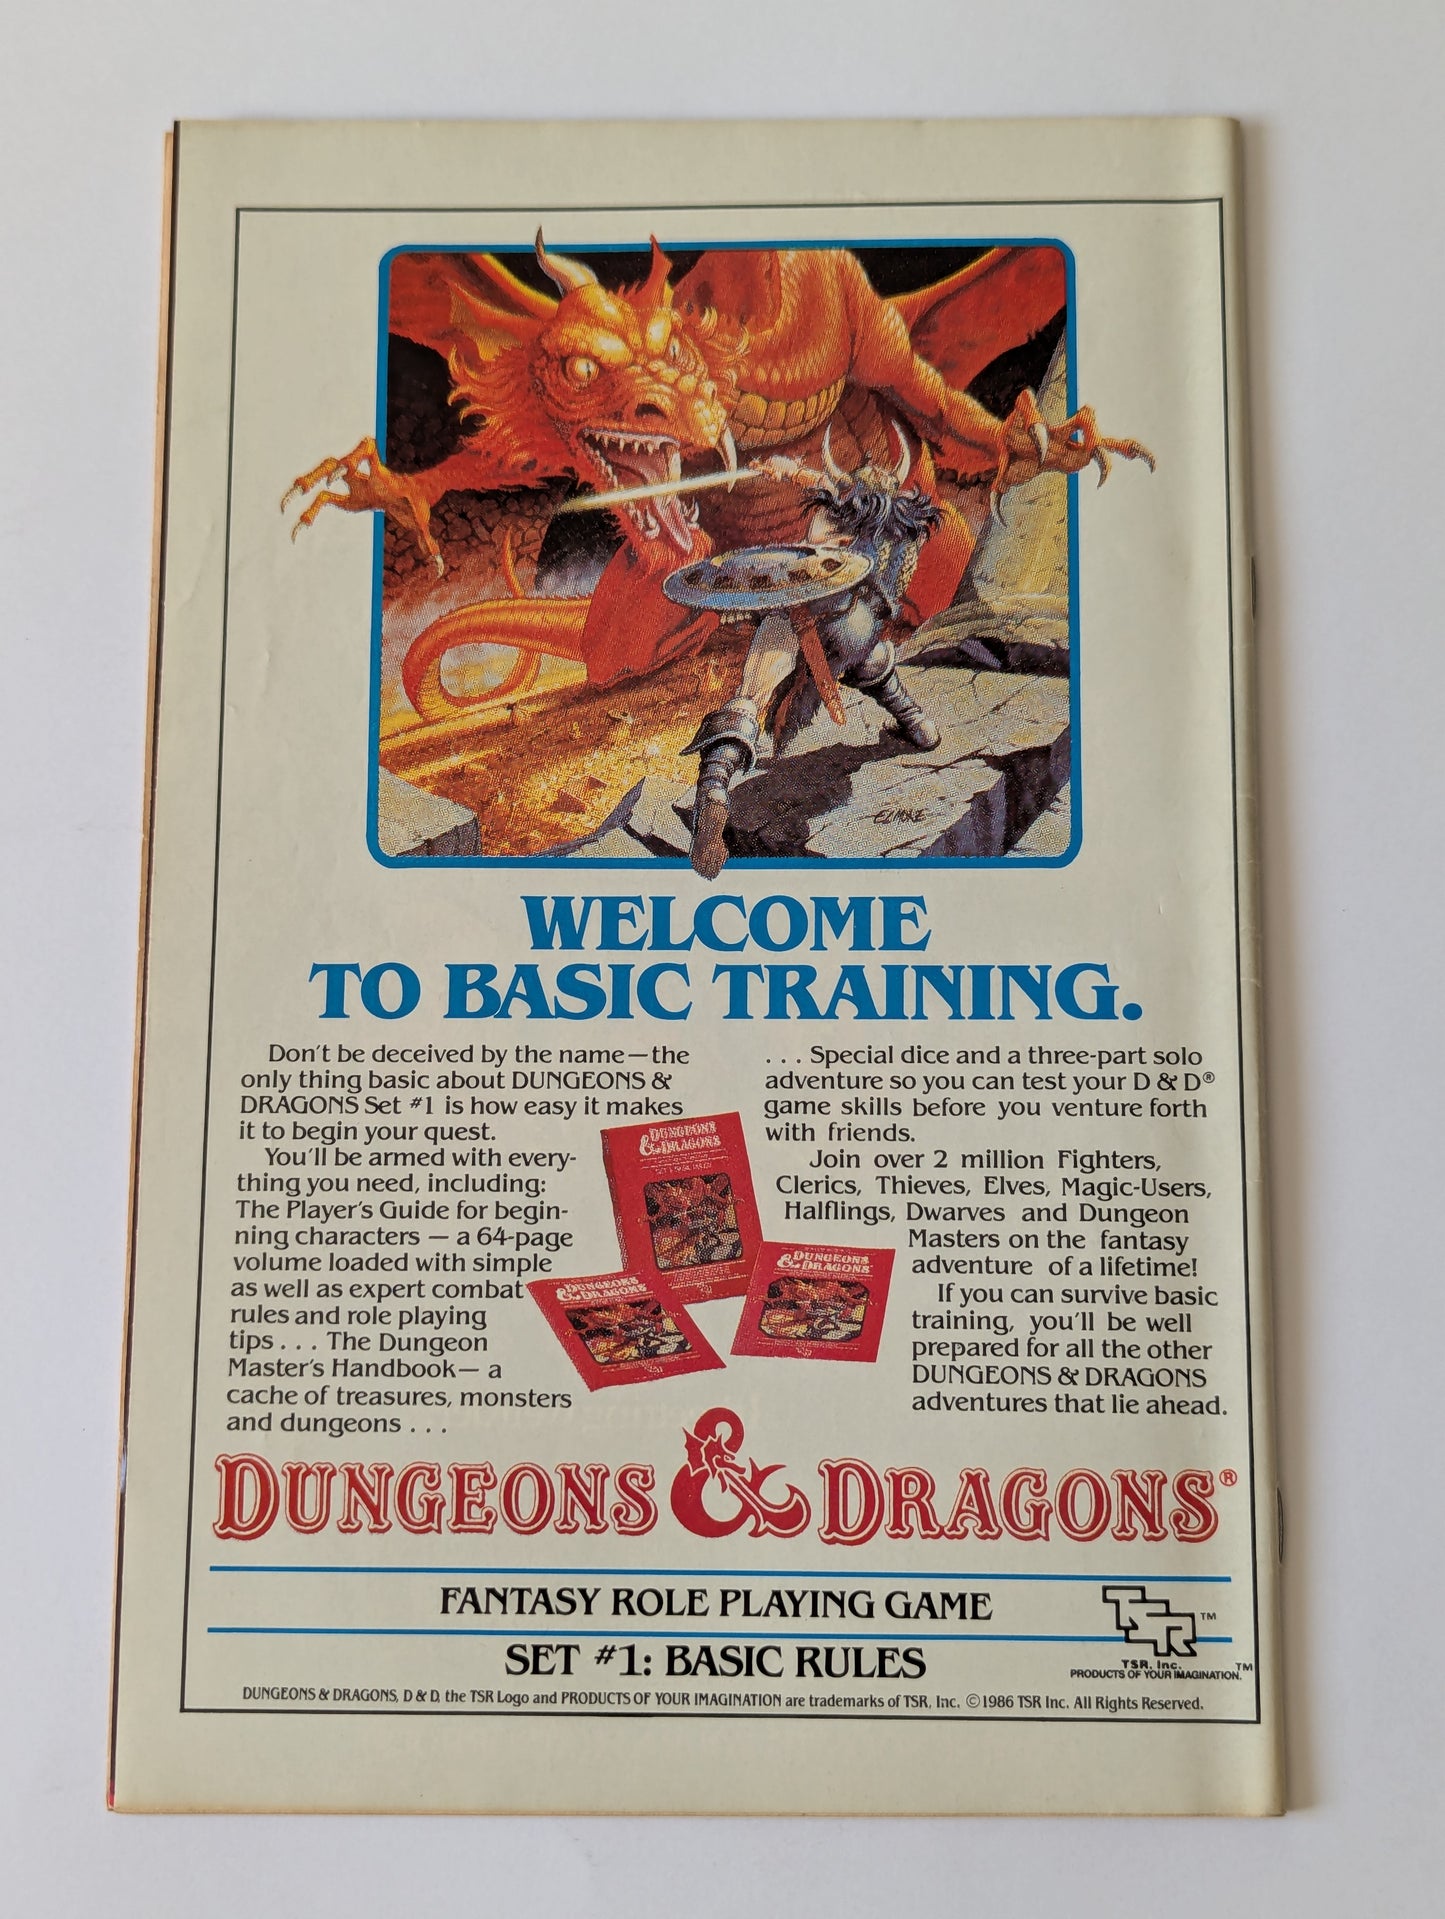 ELMORE
WELCOME
TO BASIC TRAINING.
Don't be deceived by the name—the
only thing basic about DUNGEONS &
DRAGONS Set #1 is how easy it makes
it to begin your quest.
You'll be armed with every-
thing you need, including:
The Player's Guide for begin-
ning characters — a 64-page
volume loaded with simple
as well as expert combat
rules and role playing
tips . . . The Dungeon
Master's Handbook— a
cache of treasures, monsters
and dungeons . . .
. . . Special dice and a three-part solo
adventure so you can test your D & D®
game skills before you venture forth
with friends.
Join over 2 million Fighters,
Clerics, Thieves, Elves, Magic-Users,
Halflings, Dwarves and Dungeon
Masters on the fantasy
adventure of a lifetime!
If you can survive basic
training, you'll be well
prepared for all the other
DUNGEONS & DRAGONS
adventures that lie ahead.
DUNGEONS
& DRAGONS
DUNGEONS
& DRAGONS
DUNGEONS
& DRAGONS
DUNGEONS & DRAGONS®
FANTASY ROLE PLAYING GAME
SET #1: BASIC RULES
TSR™
TSR, Inc.
PRODUCTS OF YOUR IMAGINATION.™
DUNGEONS & DRAGONS, D & D, the TSR Logo and PRODUCTS OF YOUR IMAGINATION are trademarks of TSR, Inc. ©1986 TSR Inc. All Rights Reserved.